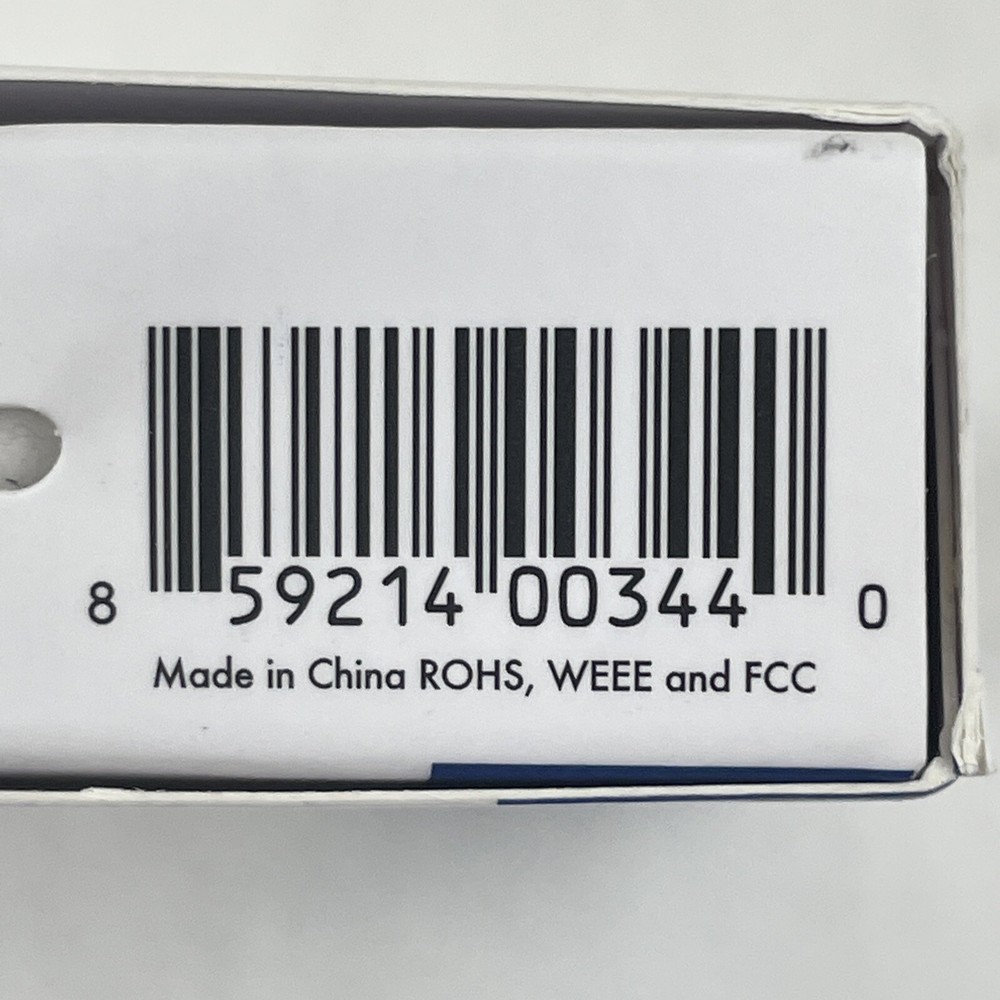 8 59214 00344 0
Made in China ROHS, WEEE and FCC